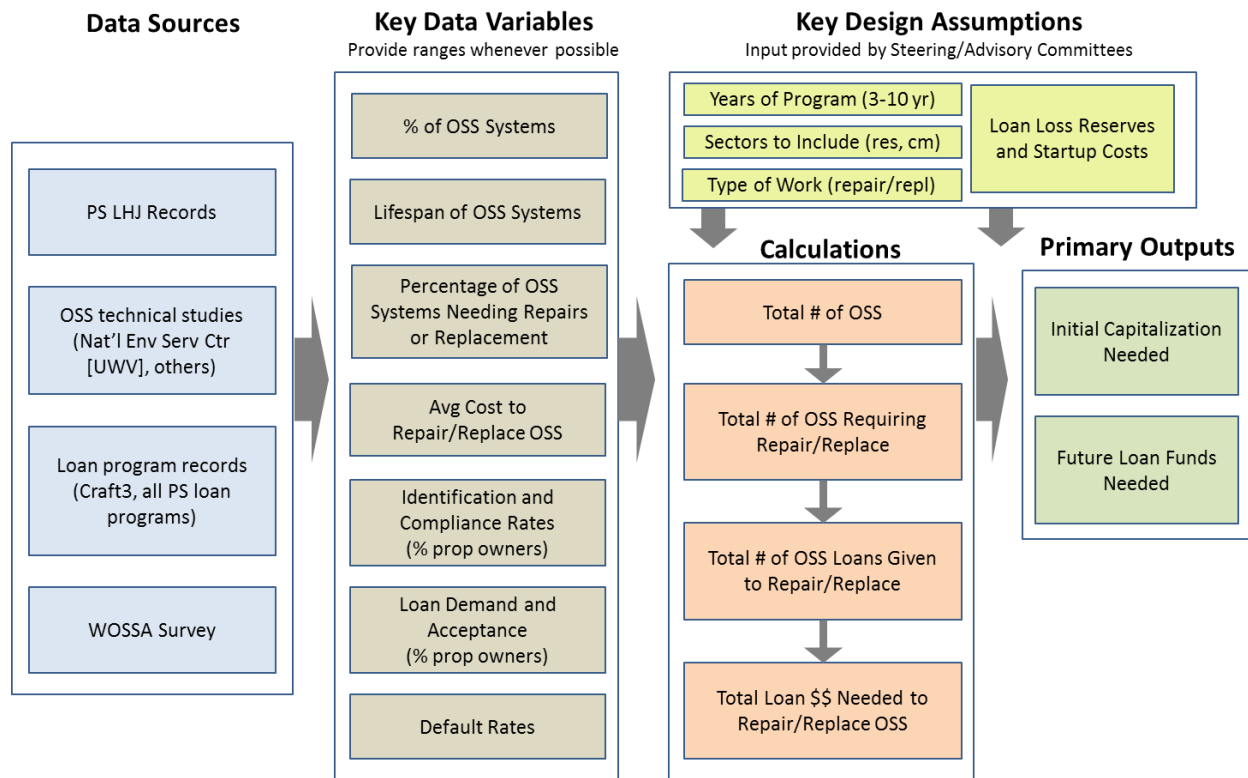 Data Sources
PS LHJ Records
OSS technical studies
(Nat’l Env Serv Ctr
[UWV], others)
Loan program records
(Craft3, all PS loan
programs)
WOSSA Survey
Key Data Variables
Provide ranges whenever possible
% of OSS Systems
Lifespan of OSS Systems
Percentage of OSS
Systems Needing Repairs
or Replacement
Avg Cost to
Repair/Replace OSS
Identification and
Compliance Rates
(% prop owners)
Loan Demand and
Acceptance
(% prop owners)
Default Rates
Key Design Assumptions
Input provided by Steering/Advisory Committees
Years of Program (3-10 yr)
Sectors to Include (res, cm)
Type of Work (repair/repl)
Loan Loss Reserves
and Startup Costs
Calculations
Total # of OSS
Total # of OSS Requiring
Repair/Replace
Total # of OSS Loans Given
to Repair/Replace
Total Loan $$ Needed to
Repair/Replace OSS
Primary Outputs
Initial Capitalization
Needed
Future Loan Funds
Needed